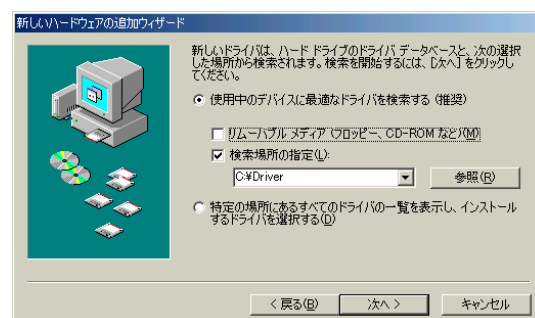 新しいハードウェアの追加ウィザード
新しいドライバは、ハード ドライブのドライバ データベースと、次の選択
した場所から検索されます。検索を開始するには、[次へ] をクリックし
てください。
使用中のデバイスに最適なドライバを検索する (推奨)
リムーバブル メディア (フロッピー、CD-ROM など)(M)
検索場所の指定(L):
C:¥Driver
参照(R)
特定の場所にあるすべてのドライバの一覧を表示し、インストール
するドライバを選択する(D)
< 戻る(B)
次へ >
キャンセル